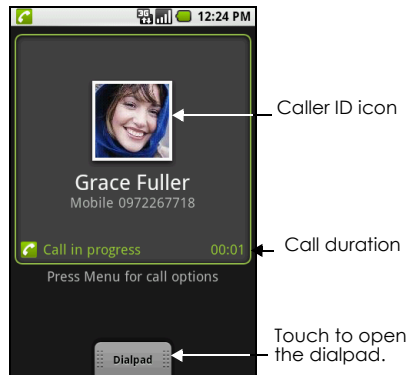 3G
12:24 PM
Caller ID icon
Grace Fuller
Mobile 0972267718
Call in progress 00:01
Call duration
Press Menu for call options
Touch to open
the dialpad.
Dialpad